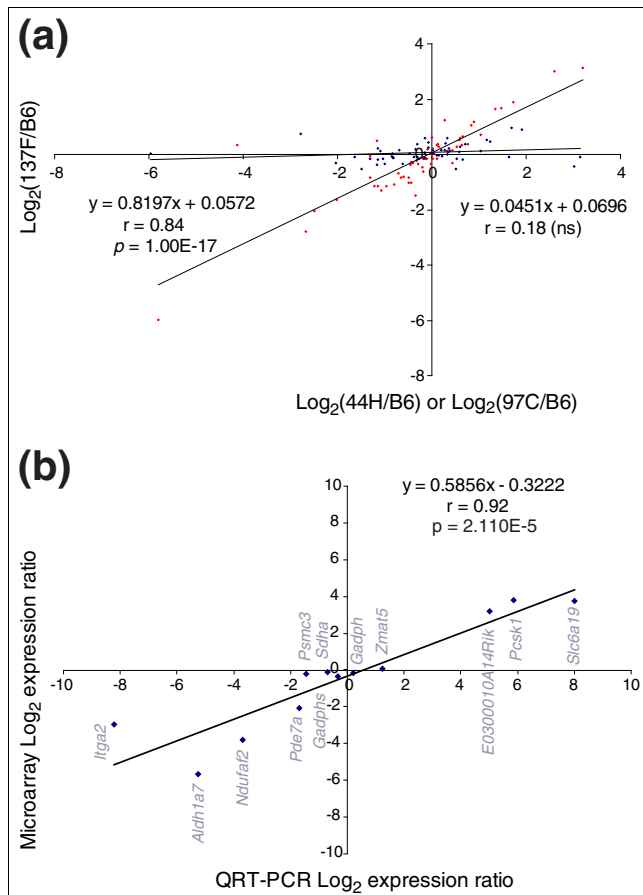 (a)
Log2(137F/B6)
4
2
0
-8
-6
-4
-2
0
2
4
-2
-4
-6
-8
y = 0.8197x + 0.0572
r = 0.84
p = 1.00E-17
y = 0.0451x + 0.0696
r = 0.18 (ns)
Log2(44H/B6) or Log2(97C/B6)
(b)
Microarray Log2 expression ratio
10
8
6
4
2
0
-2
-4
-6
-8
-10
y = 0.5856x - 0.3222
r = 0.92
p = 2.110E-5
-10
-8
-6
-4
-2
0
2
4
6
8
10
Itga2
Aldh1a7
Ndufaf2
Pde7a
Psmc3
Sdha
Gadphs
Gadph
Zmat5
E0300010A14Rik
Pcsk1
Slc6a19
QRT-PCR Log2 expression ratio